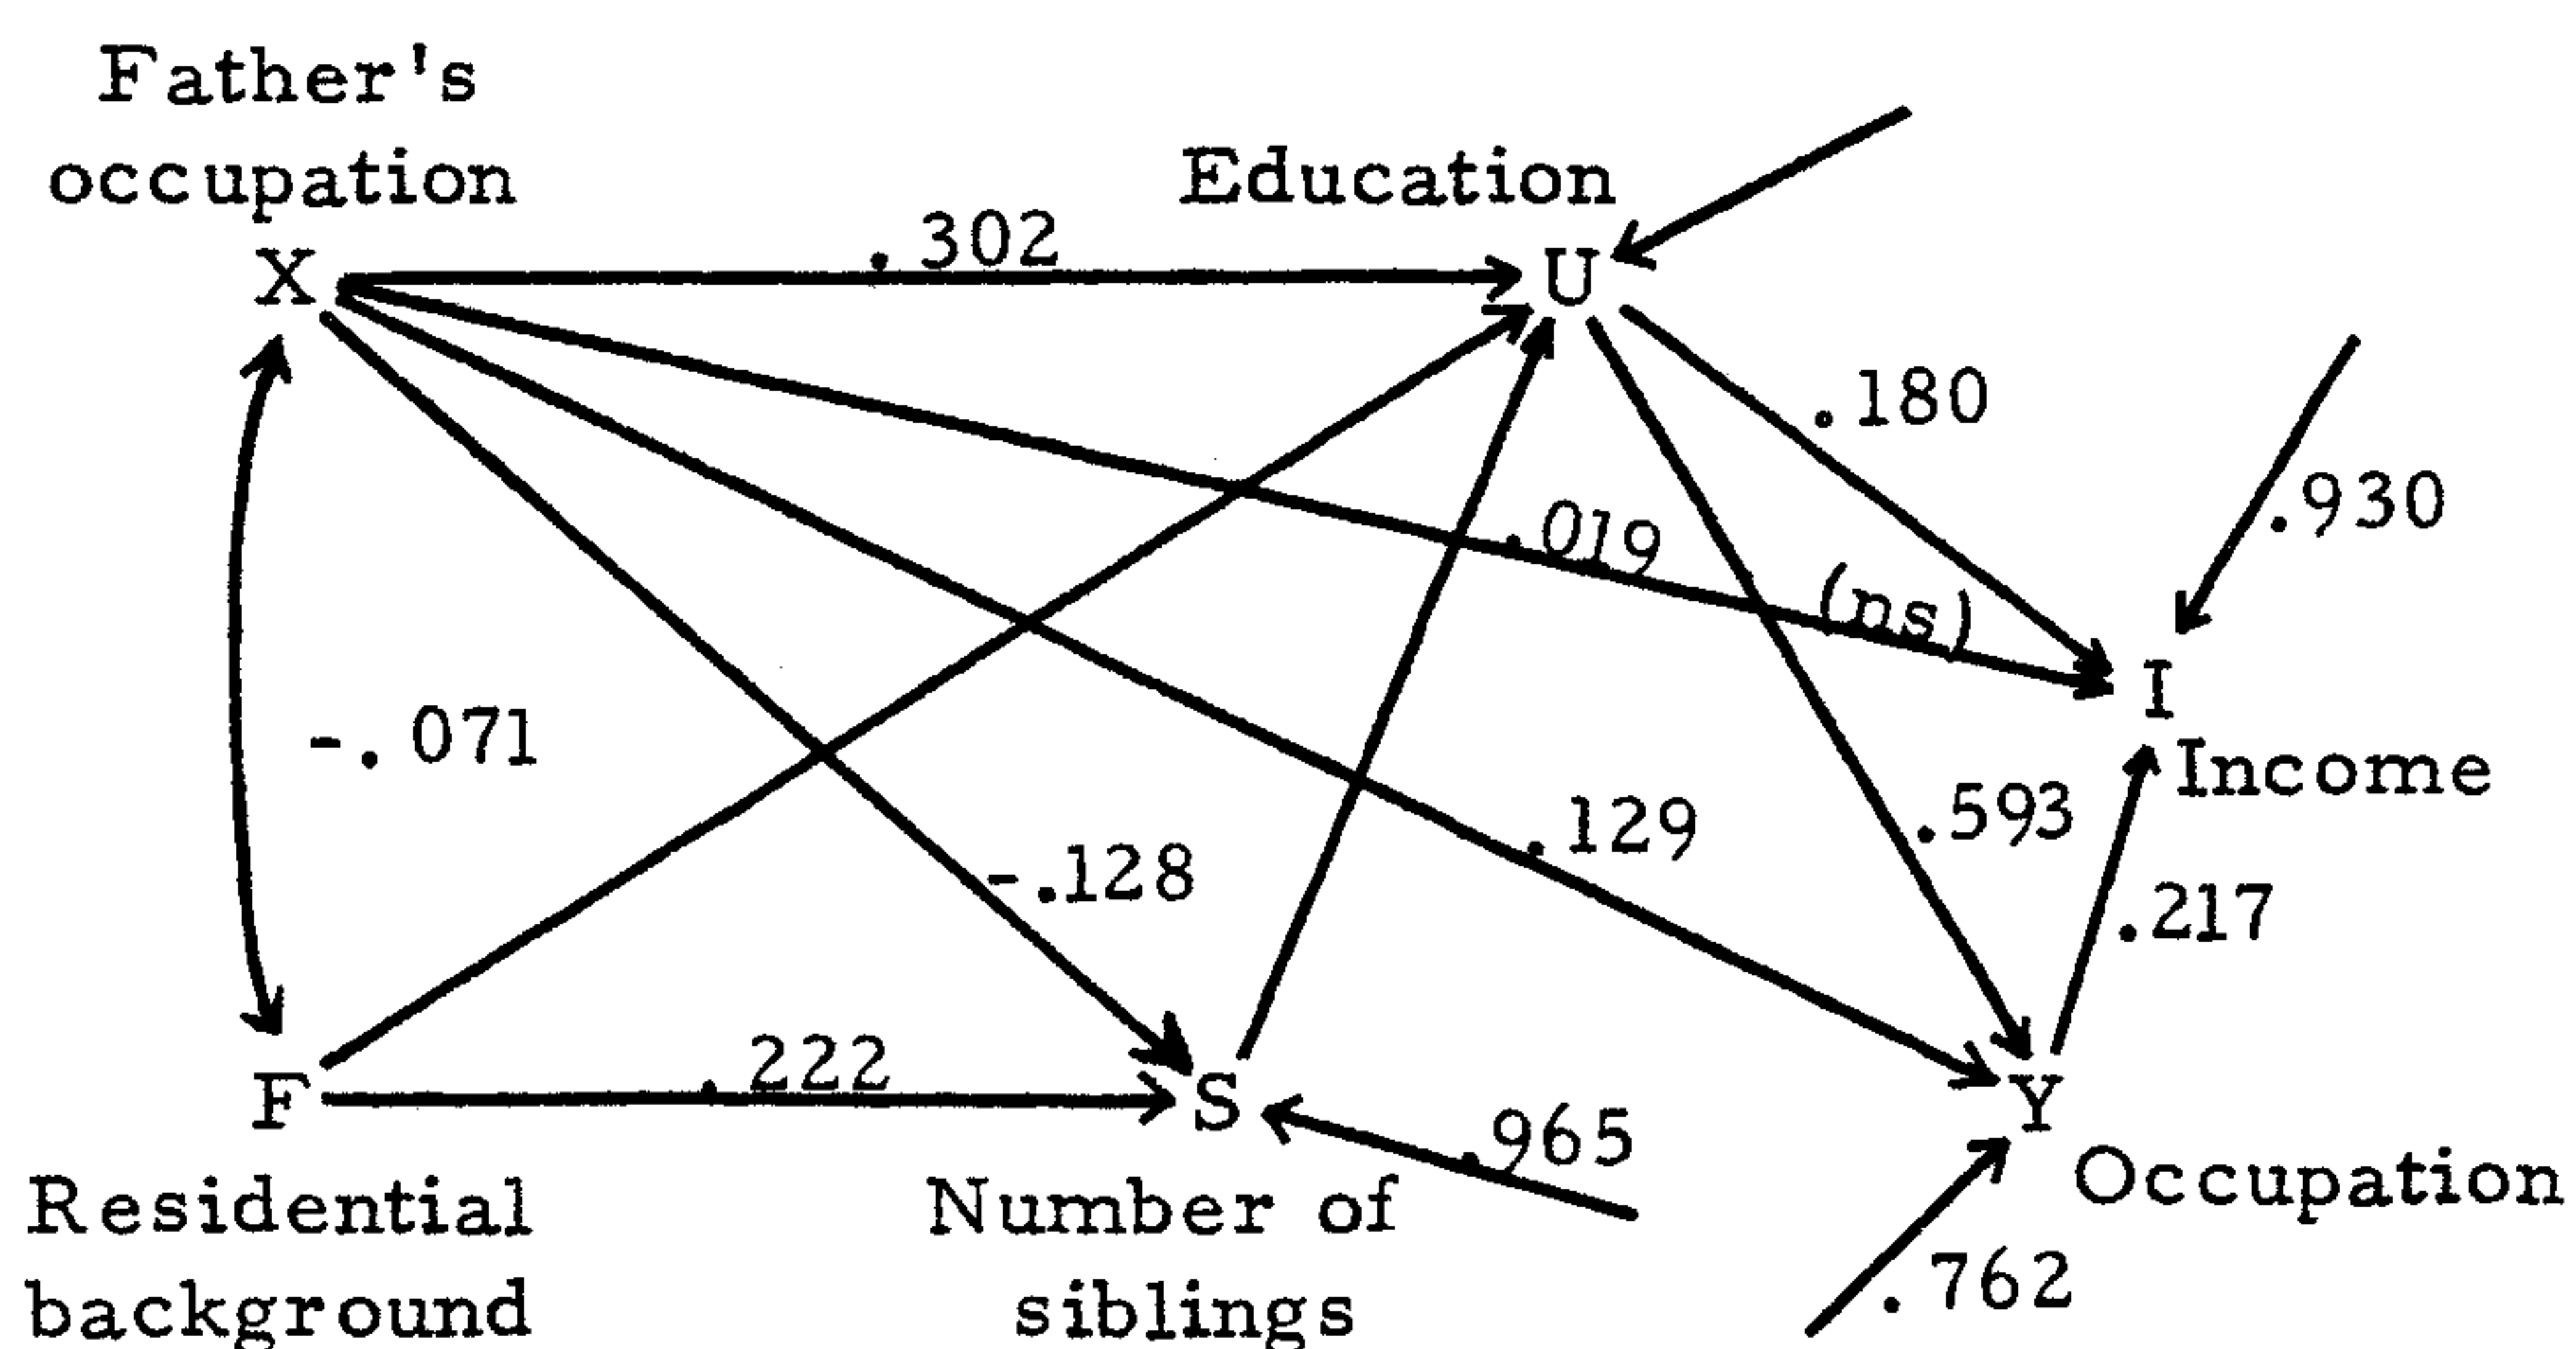 Father's
occupation
X
.302
Education
U
.180
.930
.019
(ns)
I
Income
-.071
-.128
.129
.593
.217
F
.222
S
.965
Y
Occupation
.762
Residential
background
Number of
siblings